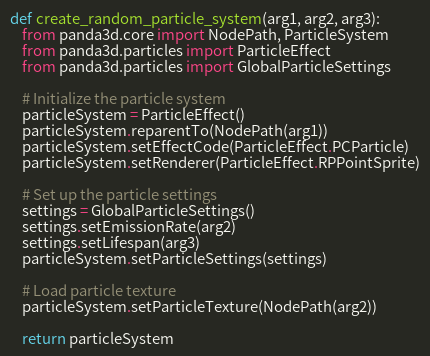 def create_random_particle_system(arg1, arg2, arg3):
from panda3d.core import NodePath, ParticleSystem
from panda3d.particles import ParticleEffect
from panda3d.particles import GlobalParticleSettings
# Initialize the particle system
particleSystem = ParticleEffect()
particleSystem.reparentTo(NodePath(arg1))
particleSystem.setEffectCode(ParticleEffect.PCParticle)
particleSystem.setRenderer(ParticleEffect.RPPointSprite)
# Set up the particle settings
settings = GlobalParticleSettings()
settings.setEmissionRate(arg2)
settings.setLifespan(arg3)
particleSystem.setParticleSettings(settings)
# Load particle texture
particleSystem.setParticleTexture(NodePath(arg2))
return particleSystem